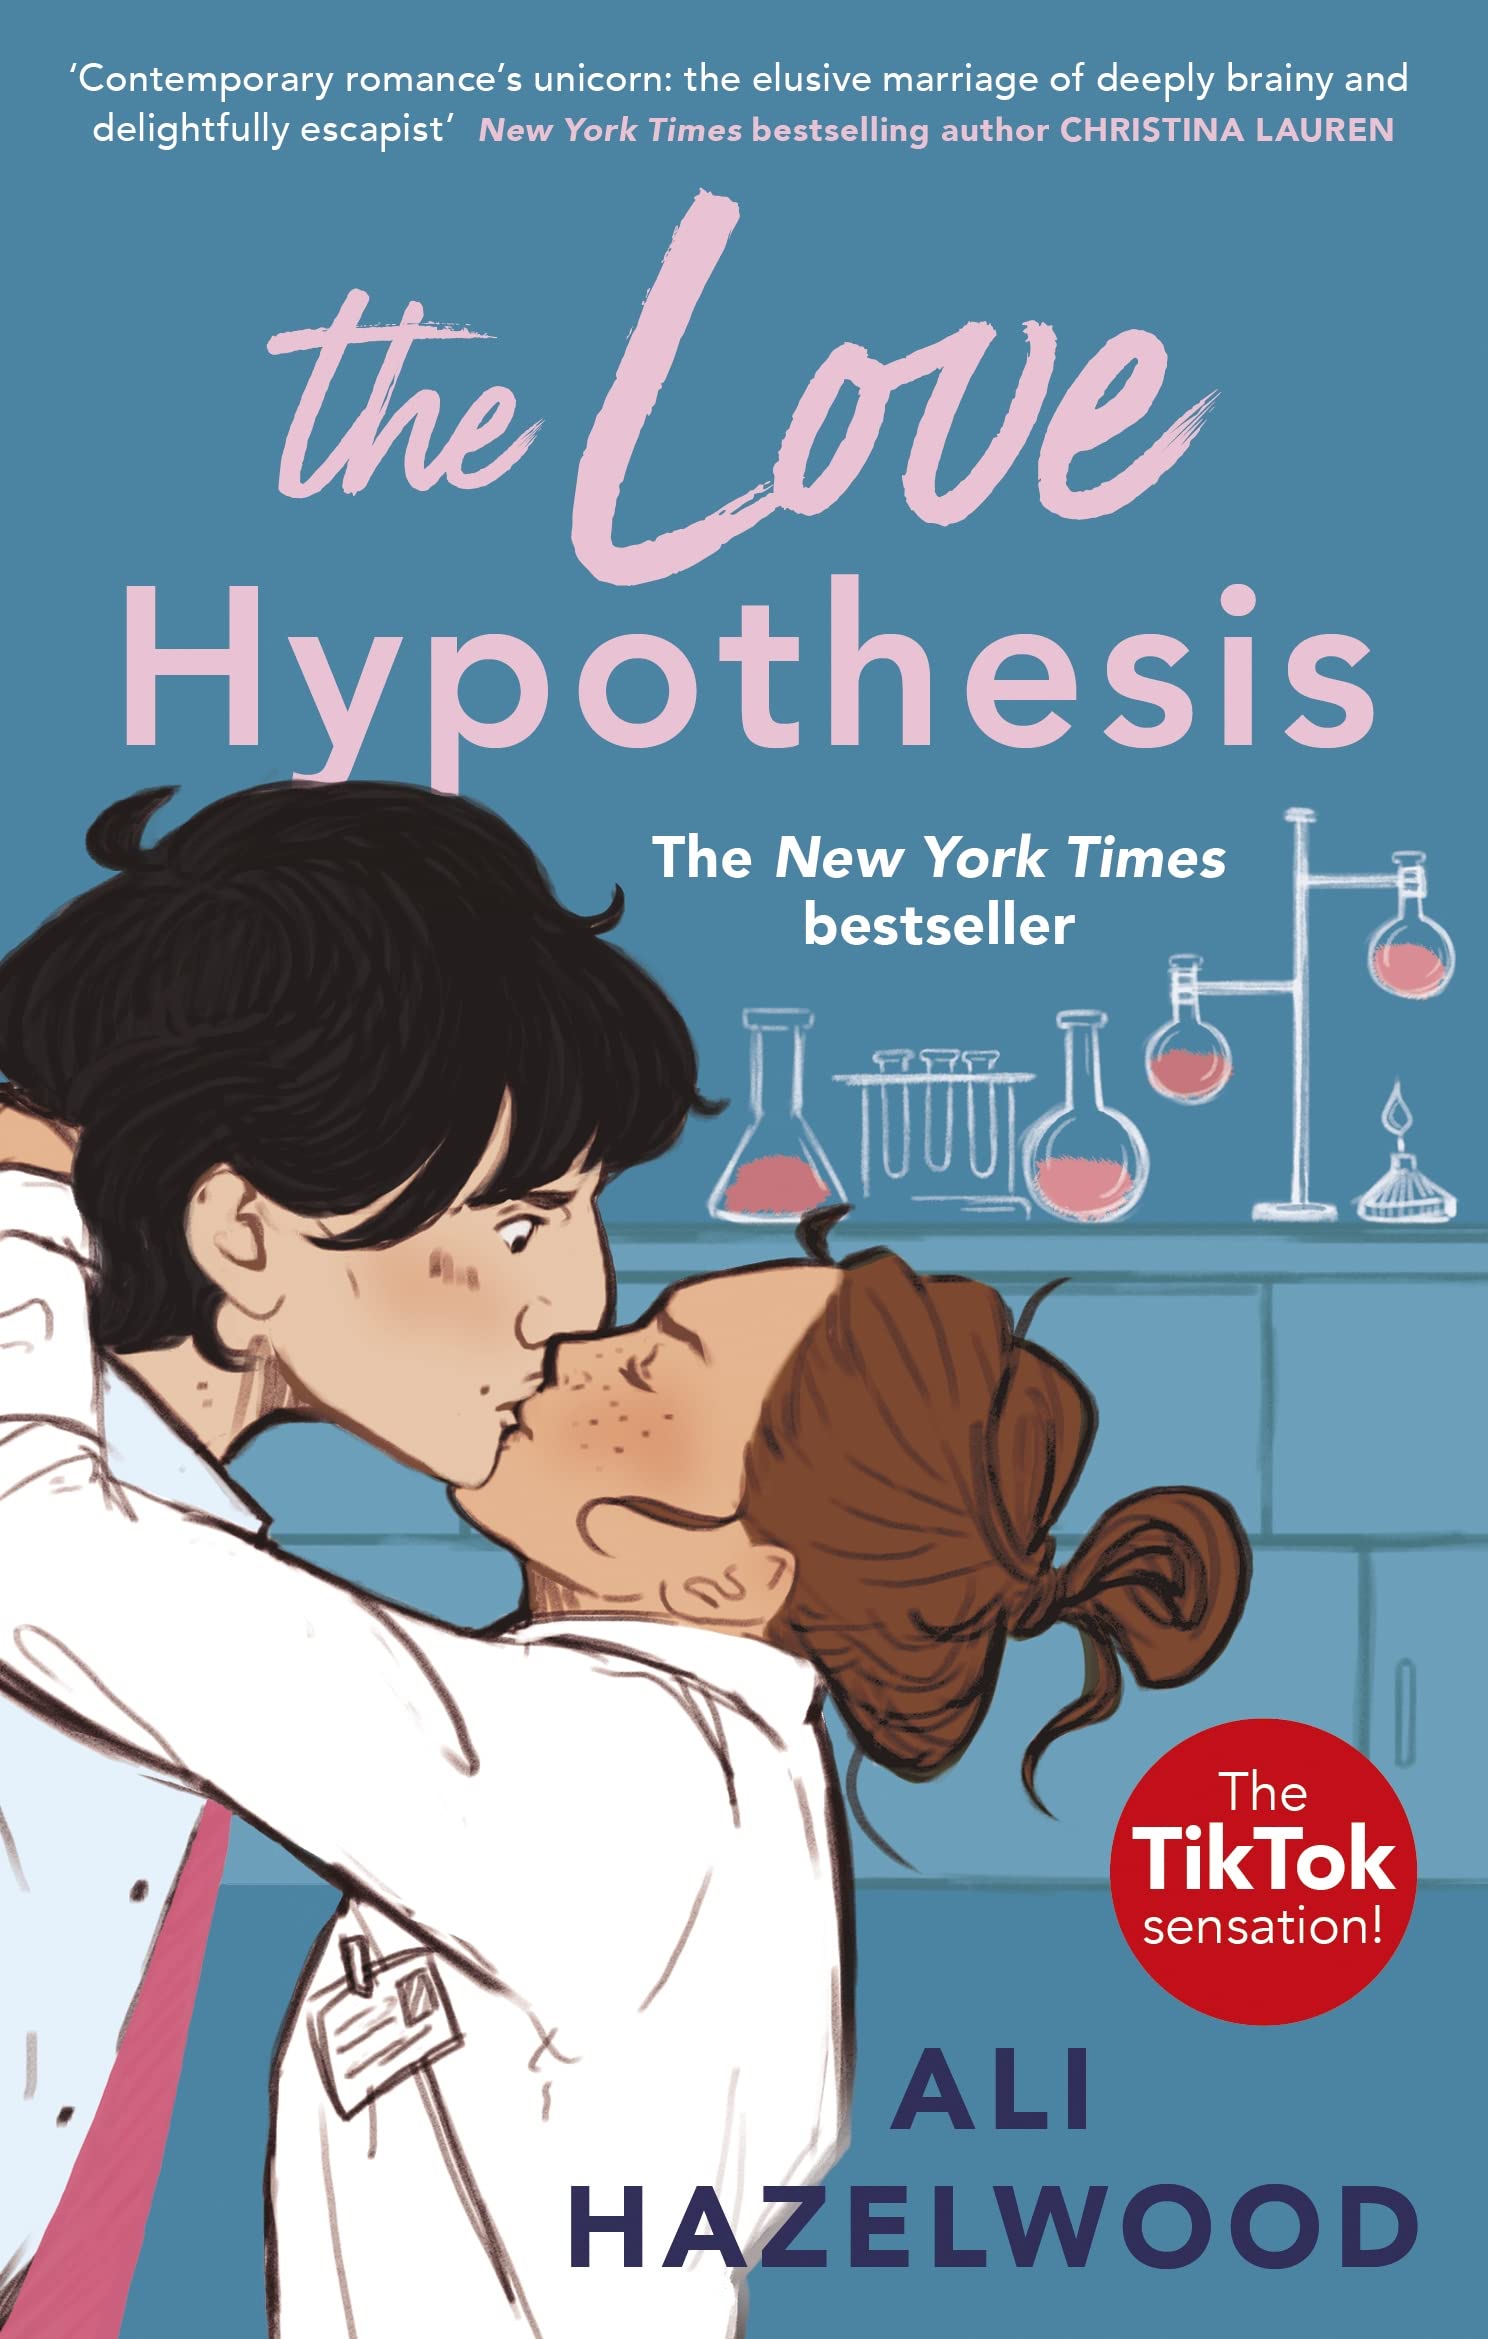 ‘Contemporary romance’s unicorn: the elusive marriage of deeply brainy and
delightfully escapist’ New York Times bestselling author CHRISTINA LAUREN
the Love
Hypothesis
The New York Times
bestseller
The
TikTok
sensation!
ALI
HAZELWOOD